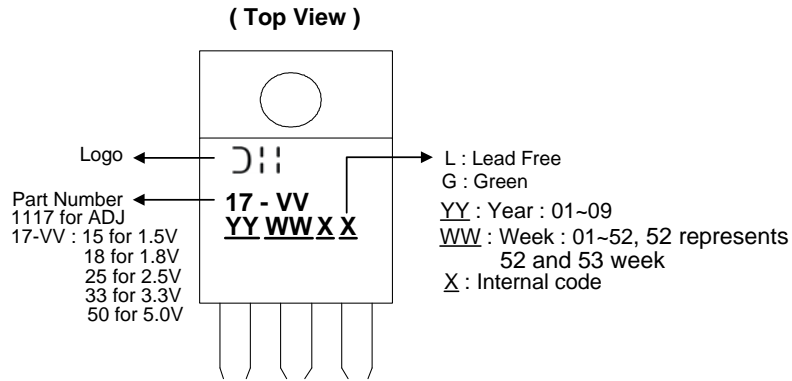 ( Top View )
Logo
Part Number
1117 for ADJ
17-VV : 15 for 1.5V
18 for 1.8V
25 for 2.5V
33 for 3.3V
50 for 5.0V
17 - VV
YY WW X X
L : Lead Free
G : Green
YY : Year : 01~09
WW : Week : 01~52, 52 represents
52 and 53 week
X : Internal code